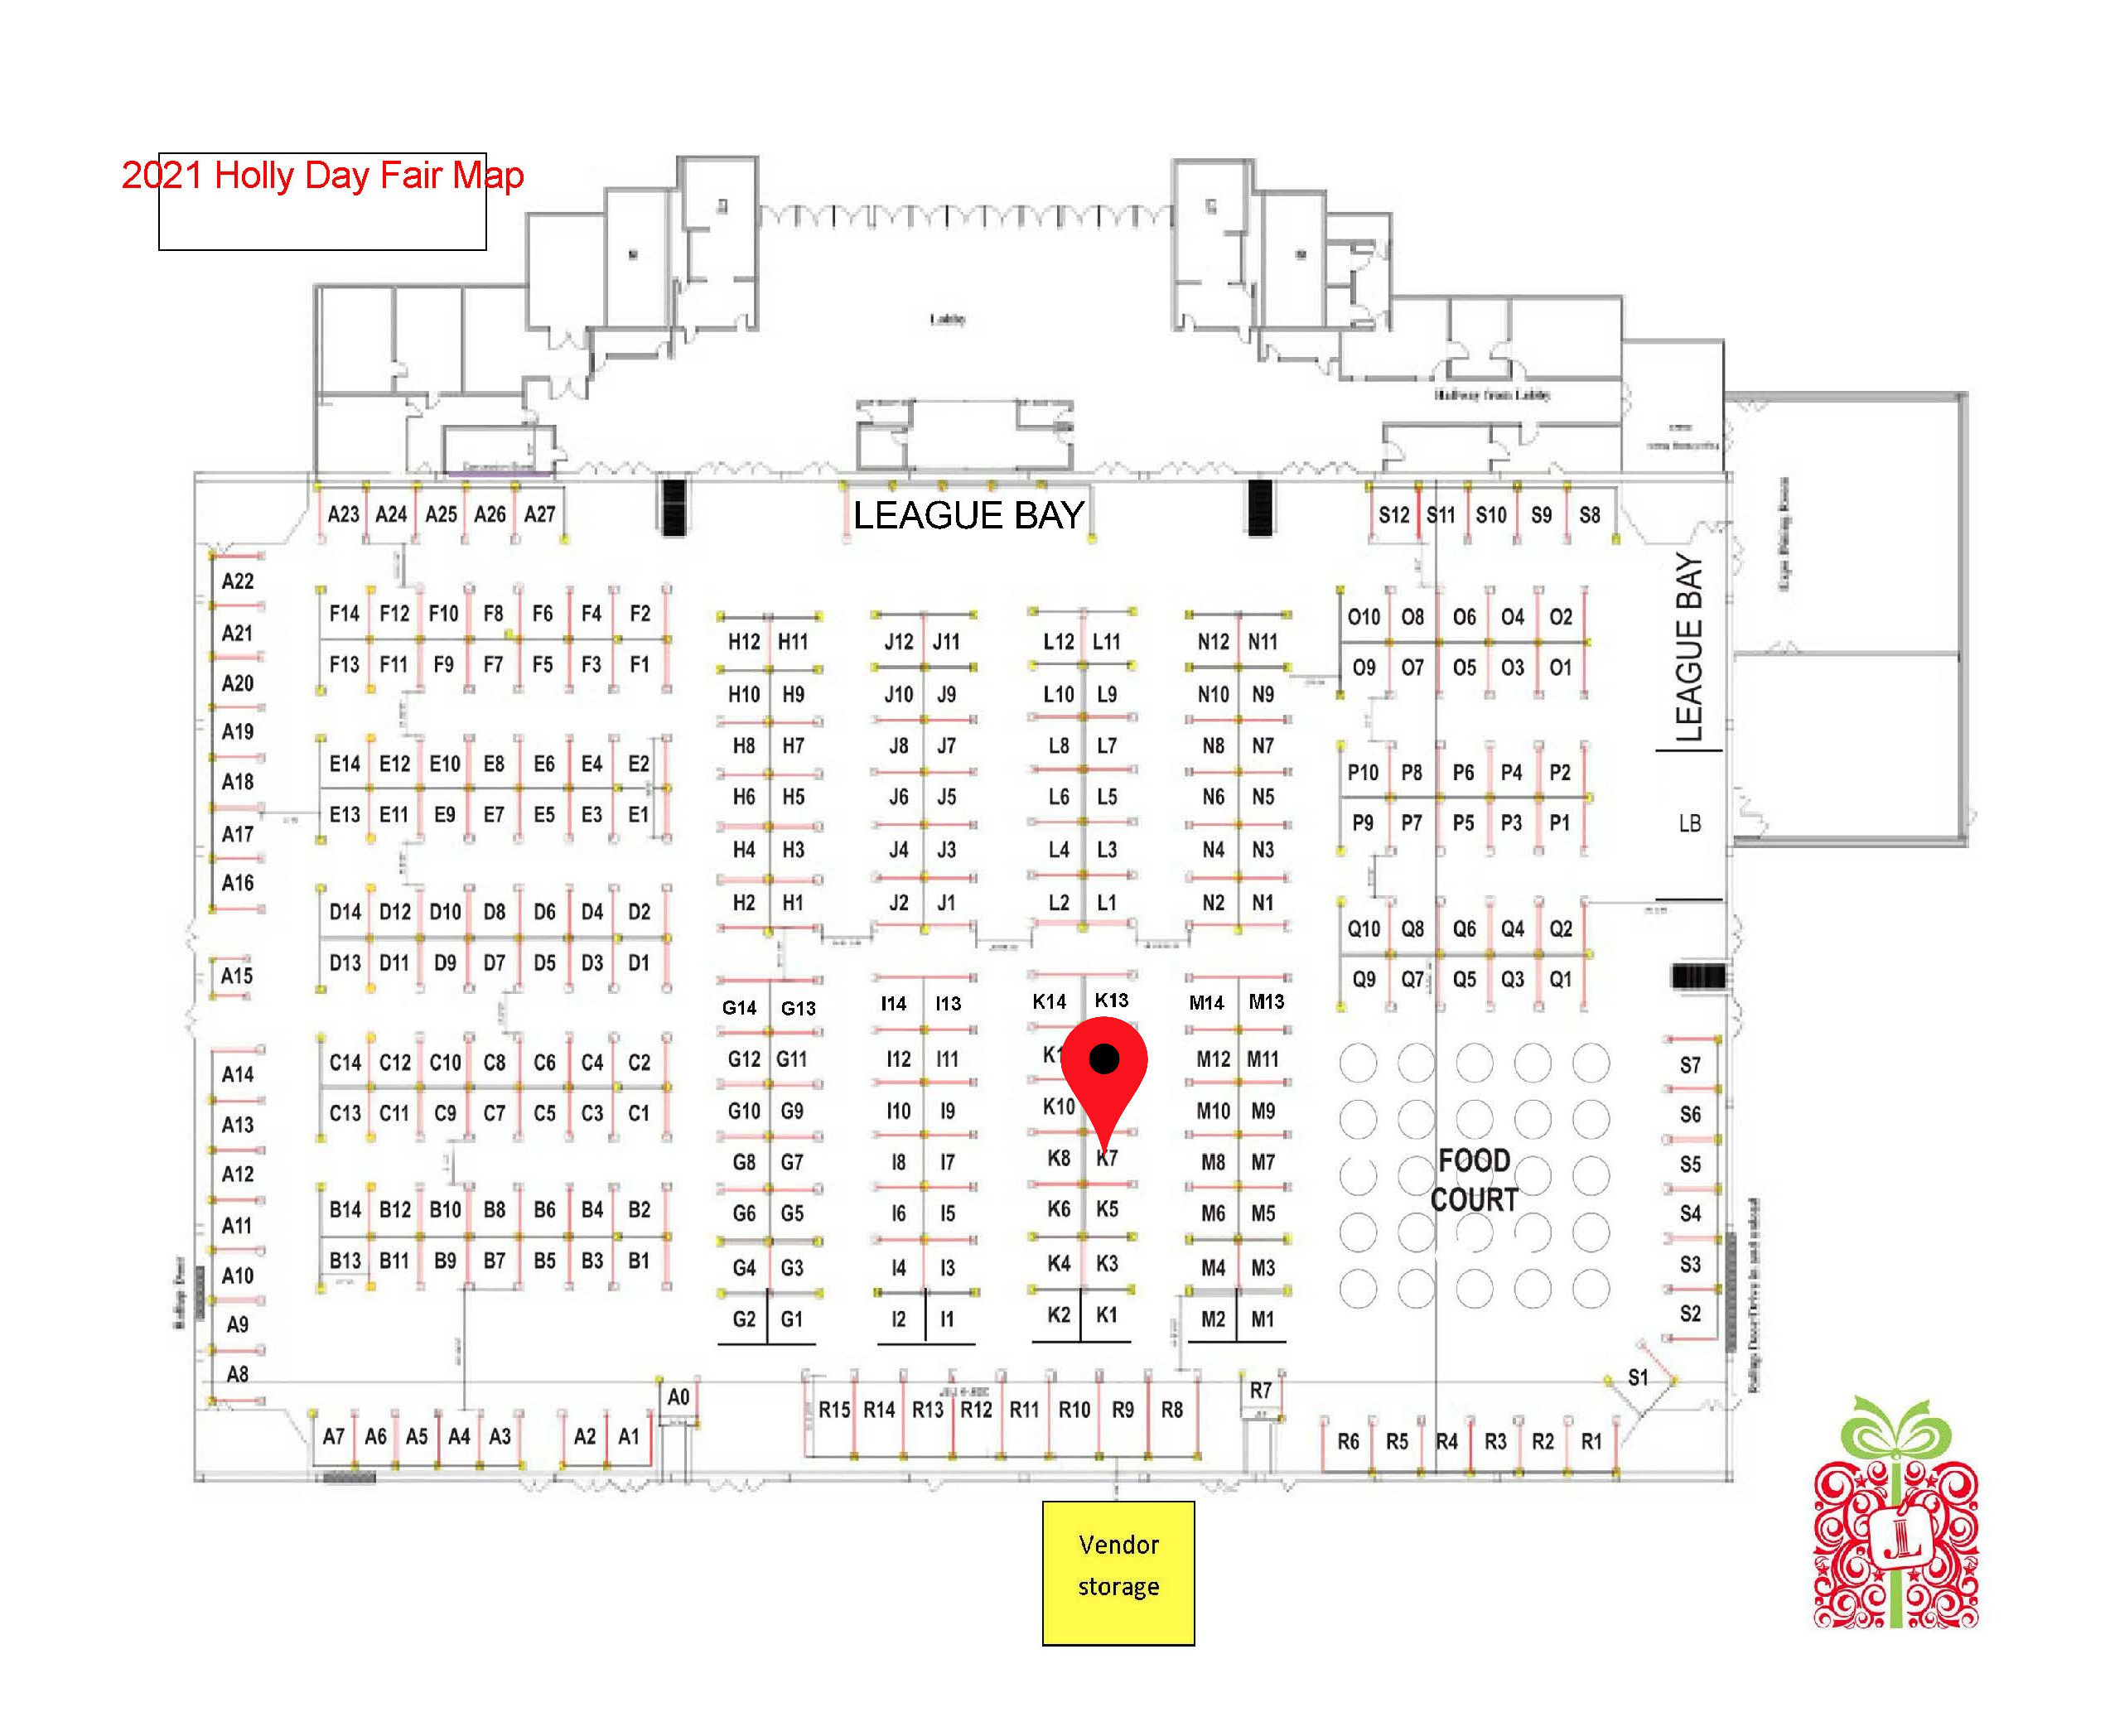 2021 Holly Day Fair Map
Lobby
Hallway from Lobby
LEAGUE BAY
A23 A24 A25 A26 A27
S12 S11 S10 S9 S8
LEAGUE BAY
LB
A22
A21
A20
A19
A18
A17
A16
A15
A14
A13
A12
A11
A10
A9
A8
F14 F12 F10 F8 F6 F4 F2
F13 F11 F9 F7 F5 F3 F1
E14 E12 E10 E8 E6 E4 E2
E13 E11 E9 E7 E5 E3 E1
D14 D12 D10 D8 D6 D4 D2
D13 D11 D9 D7 D5 D3 D1
C14 C12 C10 C8 C6 C4 C2
C13 C11 C9 C7 C5 C3 C1
B14 B12 B10 B8 B6 B4 B2
B13 B11 B9 B7 B5 B3 B1
H12 H11
H10 H9
H8 H7
H6 H5
H4 H3
H2 H1
J12 J11
J10 J9
J8 J7
J6 J5
J4 J3
J2 J1
L12 L11
L10 L9
L8 L7
L6 L5
L4 L3
L2 L1
N12 N11
N10 N9
N8 N7
N6 N5
N4 N3
N2 N1
G14 G13
G12 G11
G10 G9
G8 G7
G6 G5
G4 G3
G2 G1
I14 I13
I12 I11
I10 I9
I8 I7
I6 I5
I4 I3
I2 I1
K14 K13
K10
K8 K7
K6 K5
K4 K3
K2 K1
M14 M13
M12 M11
M10 M9
M8 M7
M6 M5
M4 M3
M2 M1
O10 O8 O6 O4 O2
O9 O7 O5 O3 O1
P10 P8 P6 P4 P2
P9 P7 P5 P3 P1
Q10 Q8 Q6 Q4 Q2
Q9 Q7 Q5 Q3 Q1
FOOD
COURT
S7
S6
S5
S4
S3
S2
S1
A7 A6 A5 A4 A3 A2 A1
A0
R15 R14 R13 R12 R11 R10 R9 R8
R7
R6 R5 R4 R3 R2 R1
Vendor
storage
JL